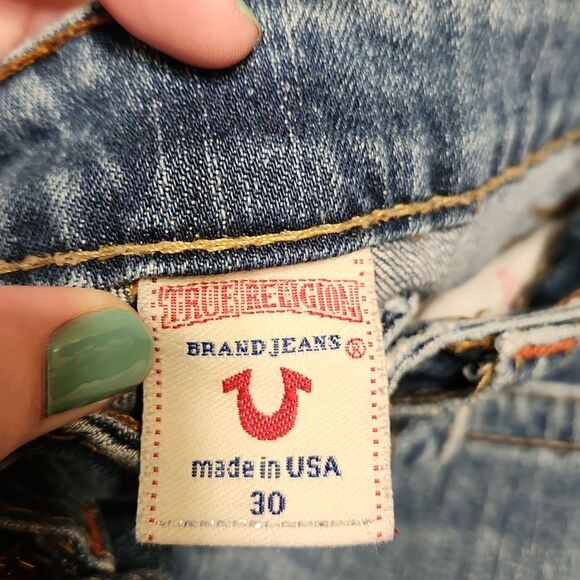 TRUE RELIGION
BRAND JEANS ®
made in USA
30